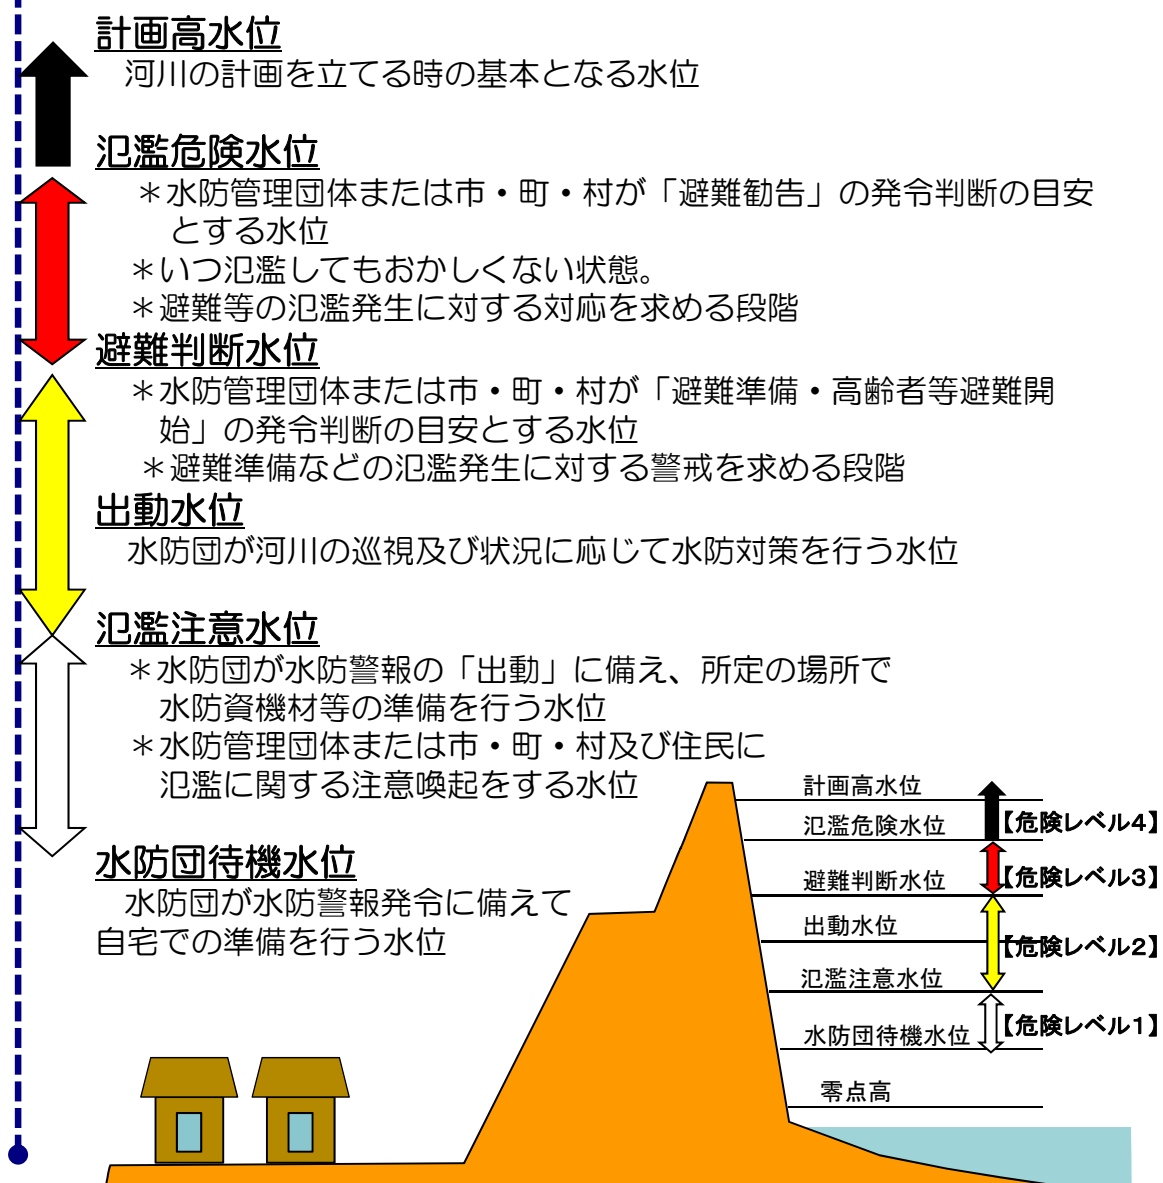 計画高水位
河川の計画を立てる時の基本となる水位
氾濫危険水位
＊水防管理団体または市・町・村が「避難勧告」の発令判断の目安
とする水位
＊いつ氾濫してもおかしくない状態。
＊避難等の氾濫発生に対する対応を求める段階
避難判断水位
＊水防管理団体または市・町・村が「避難準備・高齢者等避難開
始」の発令判断の目安とする水位
＊避難準備などの氾濫発生に対する警戒を求める段階
出動水位
水防団が河川の巡視及び状況に応じて水防対策を行う水位
氾濫注意水位
＊水防団が水防警報の「出動」に備え、所定の場所で
水防資機材等の準備を行う水位
＊水防管理団体または市・町・村及び住民に
氾濫に関する注意喚起をする水位
水防団待機水位
水防団が水防警報発令に備えて
自宅での準備を行う水位
計画高水位
【危険レベル4】
氾濫危険水位
【危険レベル3】
避難判断水位
出動水位
【危険レベル2】
氾濫注意水位
【危険レベル1】
水防団待機水位
零点高